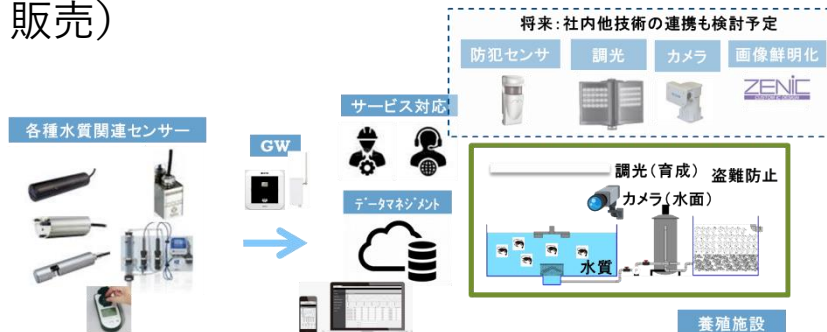 販売）
将来：社内他技術の連携も検討予定
防犯センサ
調光
カメラ
画像鮮明化
ZENIC
CUSTOM IC DESIGN
各種水質関連センサー
GW
サービス対応
データマネジメント
調光（育成）
盗難防止
カメラ（水面）
水質
養殖施設